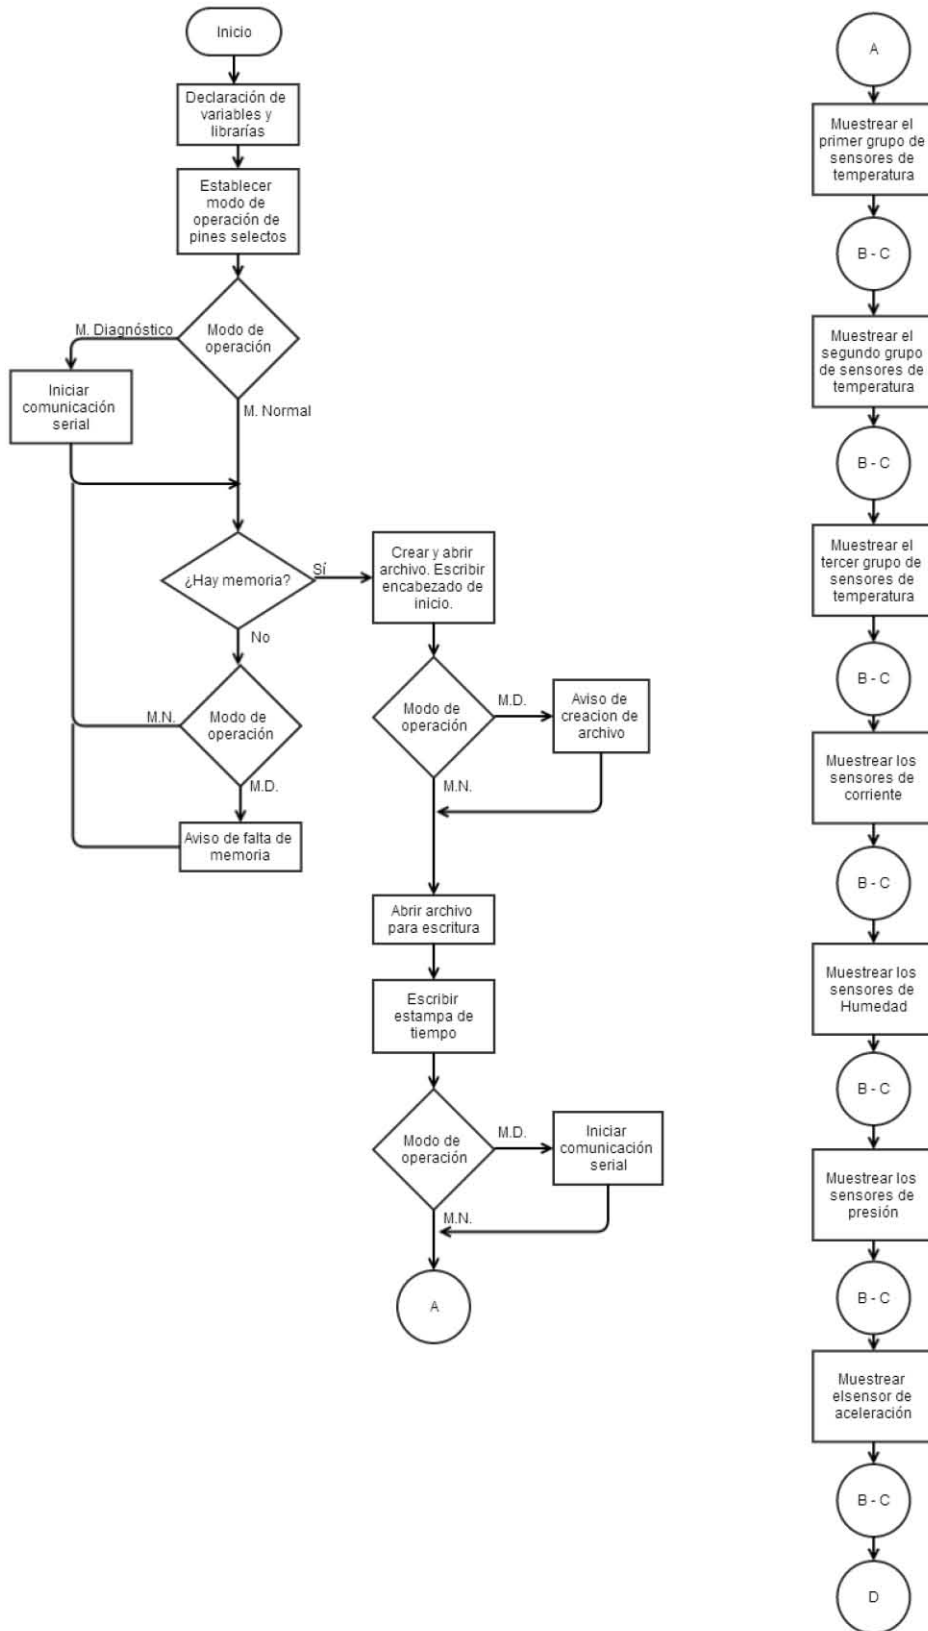 Inicio
Declaración de
variables y
librarías
Establecer
modo de
operación de
pines selectos
M. Diagnóstico
Modo de
operación
Iniciar
comunicación
serial
M. Normal
¿Hay memoria?
Sí
Crear y abrir
archivo. Escribir
encabezado de
inicio.
No
M.N.
Modo de
operación
M.D.
Aviso de falta de
memoria
Modo de
operación
M.D.
Aviso de
creacion de
archivo
M.N.
Abrir archivo
para escritura
Escribir
estampa de
tiempo
Modo de
operación
M.D.
Iniciar
comunicación
serial
M.N.
A
A
Muestrear el
primer grupo de
sensores de
temperatura
B - C
Muestrear el
segundo grupo
de sensores de
temperatura
B - C
Muestrear el
tercer grupo de
sensores de
temperatura
B - C
Muestrear los
sensores de
corriente
B - C
Muestrear los
sensores de
Humedad
B - C
Muestrear los
sensores de
presión
B - C
Muestrear
elsensor de
aceleración
B - C
D